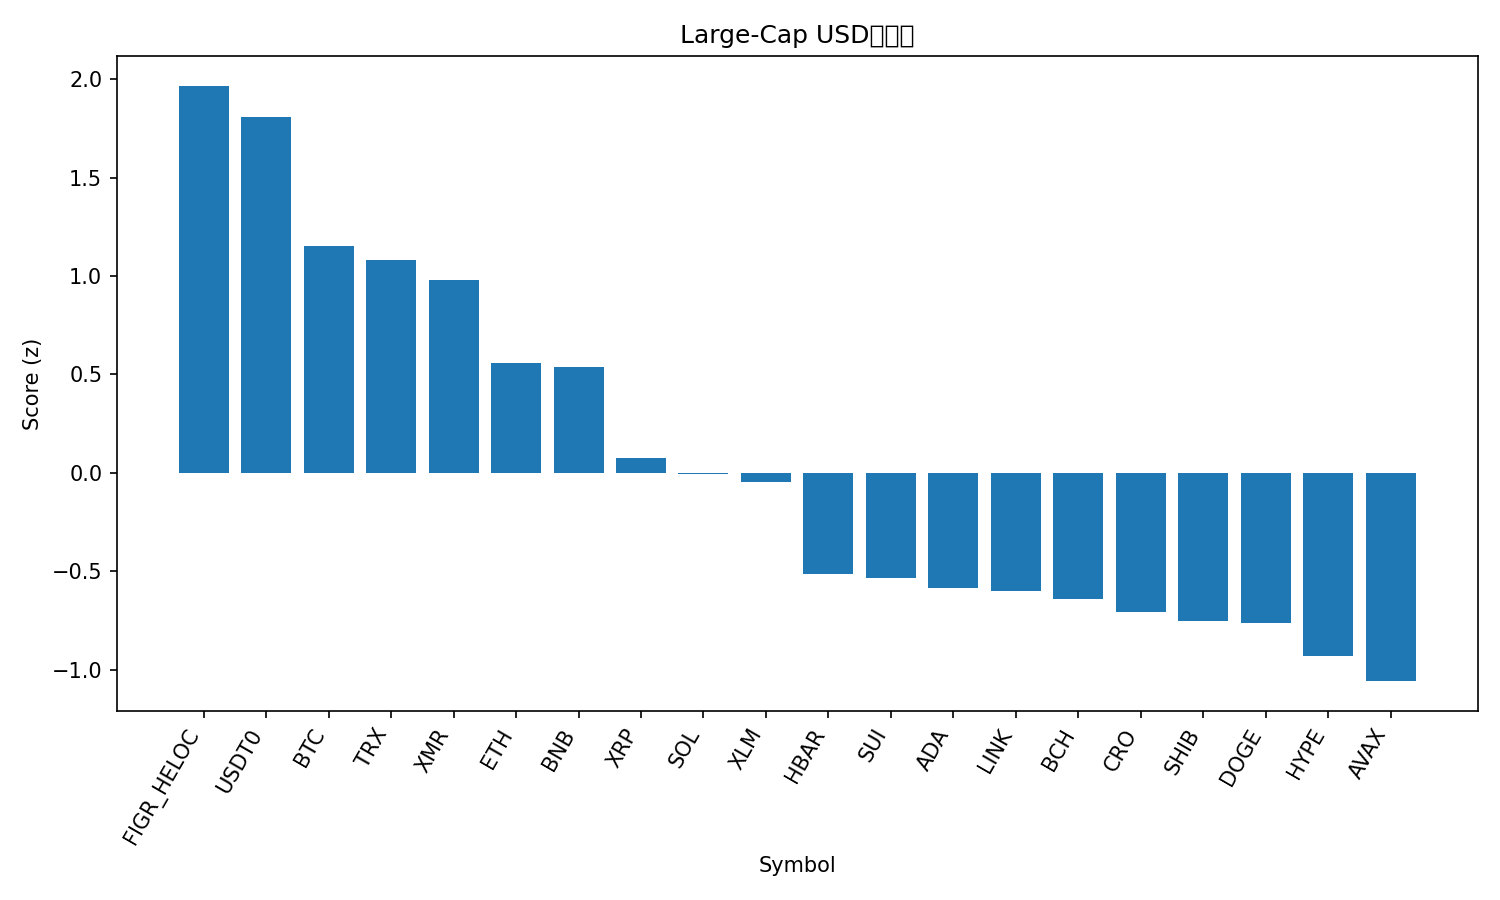 Large-Cap USD
Score (z)
2.0
1.5
1.0
0.5
0.0
−0.5
−1.0
FIGR_HELOC
USDT0
BTC
TRX
XMR
ETH
BNB
XRP
SOL
XLM
HBAR
SUI
ADA
LINK
BCH
CRO
SHIB
DOGE
HYPE
AVAX
Symbol